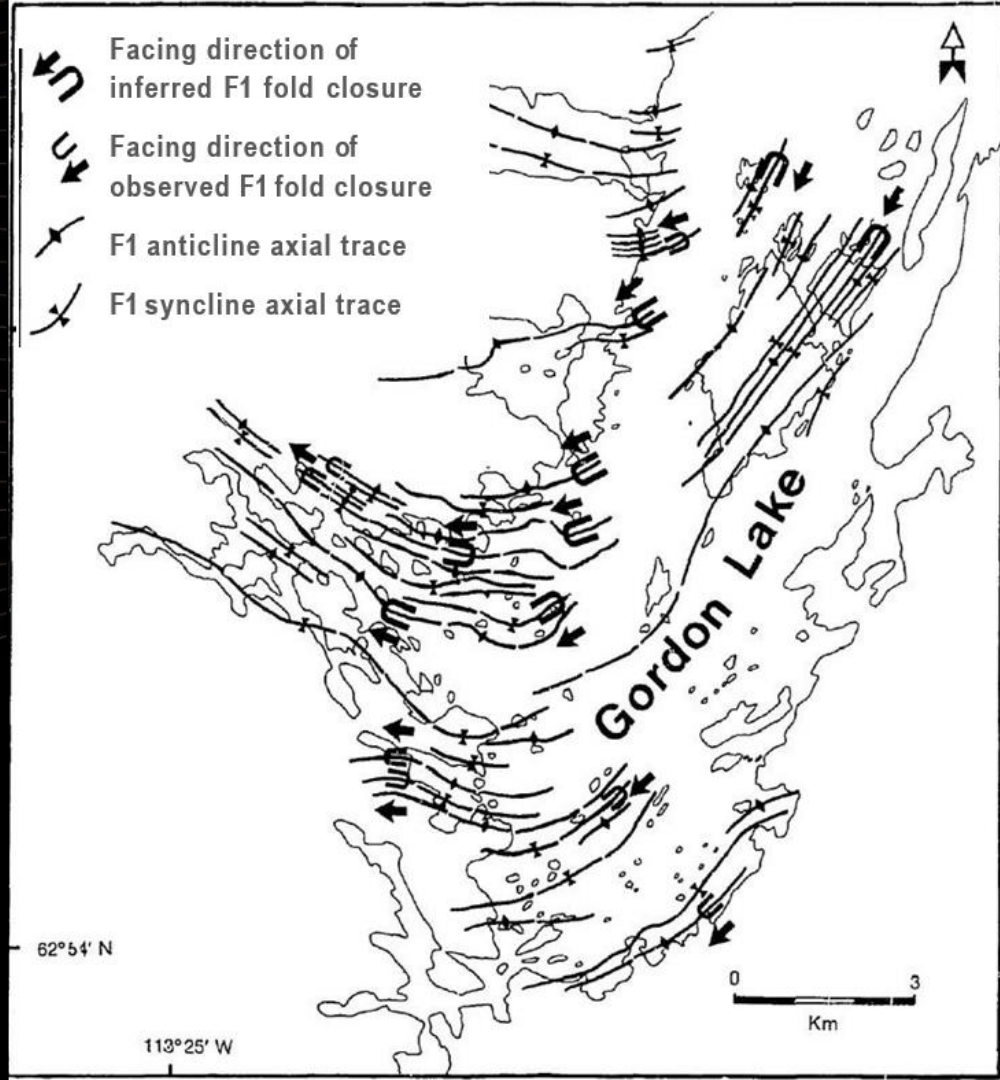 Facing direction of
inferred F1 fold closure
Facing direction of
observed F1 fold closure
F1 anticline axial trace
F1 syncline axial trace
Gordon Lake
62°54' N
0 3
Km
113°25' W